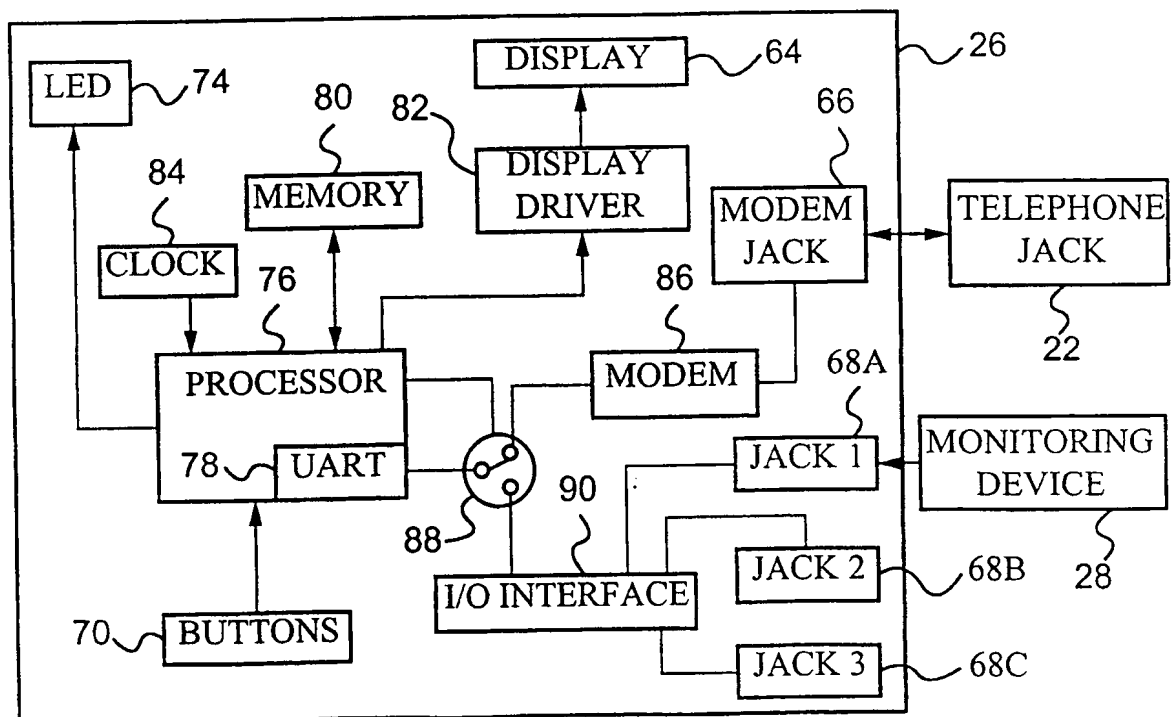 DISPLAY
64
26
LED
74
80
82
66
84
MEMORY
DISPLAY
DRIVER
MODEM
JACK
TELEPHONE
JACK
CLOCK
76
86
22
PROCESSOR
MODEM
68A
78
UART
JACK 1
MONITORING
DEVICE
90
88
JACK 2
68B
28
I/O INTERFACE
70
BUTTONS
JACK 3
68C